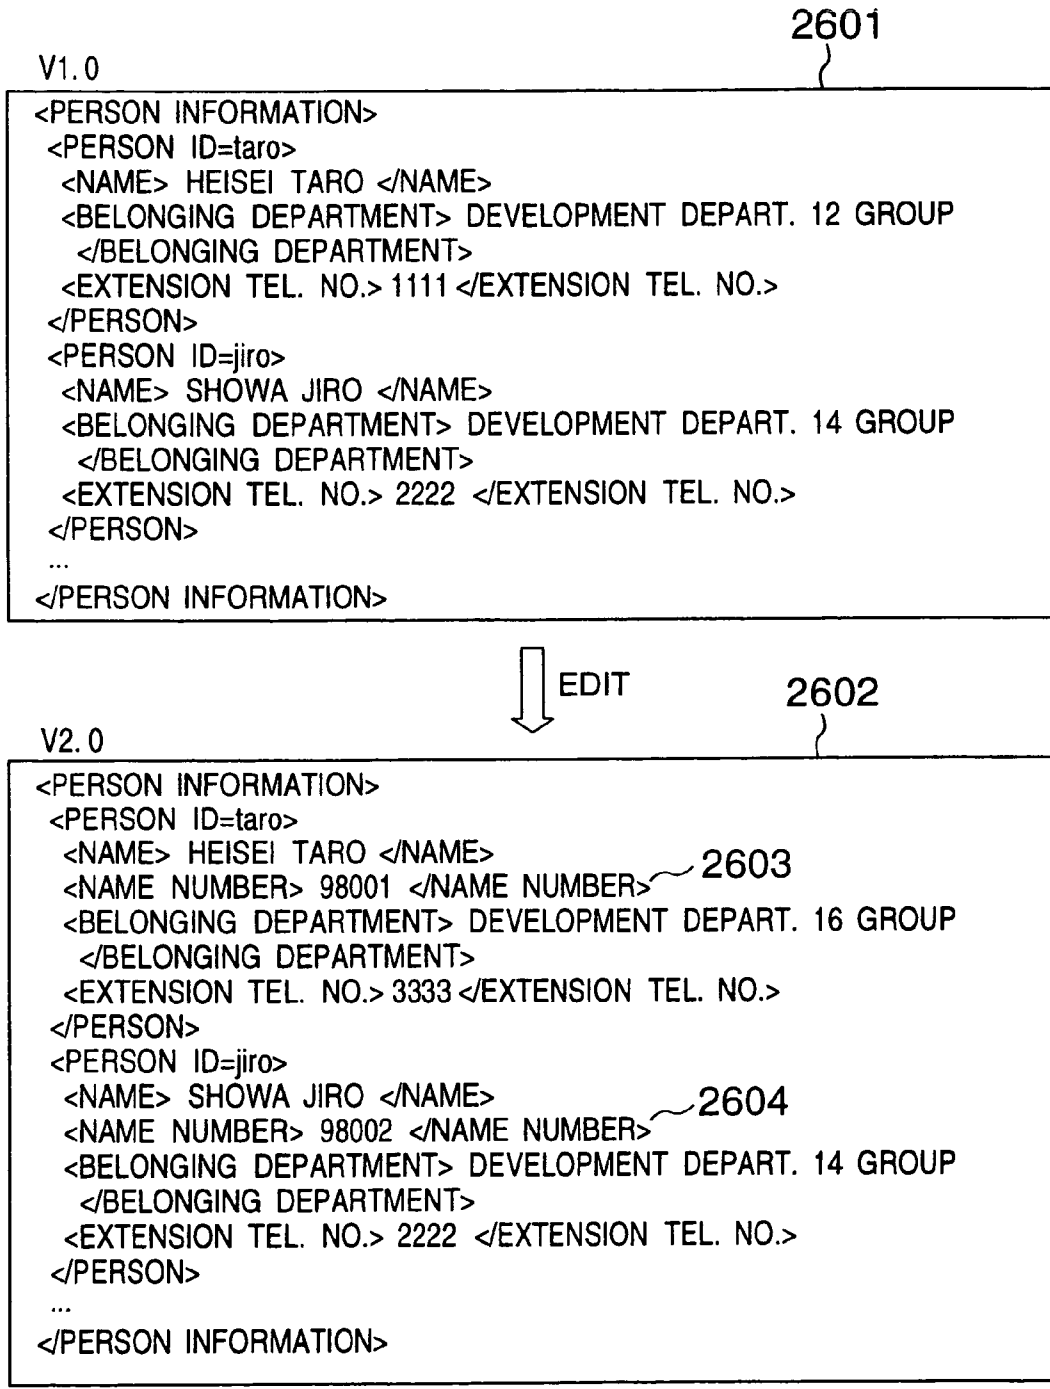 2601
V1.0
<PERSON INFORMATION>
<PERSON ID=taro>
<NAME> HEISEI TARO </NAME>
<BELONGING DEPARTMENT> DEVELOPMENT DEPART. 12 GROUP
</BELONGING DEPARTMENT>
<EXTENSION TEL. NO.> 1111 </EXTENSION TEL. NO.>
</PERSON>
<PERSON ID=jiro>
<NAME> SHOWA JIRO </NAME>
<BELONGING DEPARTMENT> DEVELOPMENT DEPART. 14 GROUP
</BELONGING DEPARTMENT>
<EXTENSION TEL. NO.> 2222 </EXTENSION TEL. NO.>
</PERSON>
...
</PERSON INFORMATION>
EDIT
2602
V2.0
<PERSON INFORMATION>
<PERSON ID=taro>
<NAME> HEISEI TARO </NAME>
<NAME NUMBER> 98001 </NAME NUMBER> 2603
<BELONGING DEPARTMENT> DEVELOPMENT DEPART. 16 GROUP
</BELONGING DEPARTMENT>
<EXTENSION TEL. NO.> 3333 </EXTENSION TEL. NO.>
</PERSON>
<PERSON ID=jiro>
<NAME> SHOWA JIRO </NAME>
<NAME NUMBER> 98002 </NAME NUMBER> 2604
<BELONGING DEPARTMENT> DEVELOPMENT DEPART. 14 GROUP
</BELONGING DEPARTMENT>
<EXTENSION TEL. NO.> 2222 </EXTENSION TEL. NO.>
</PERSON>
...
</PERSON INFORMATION>